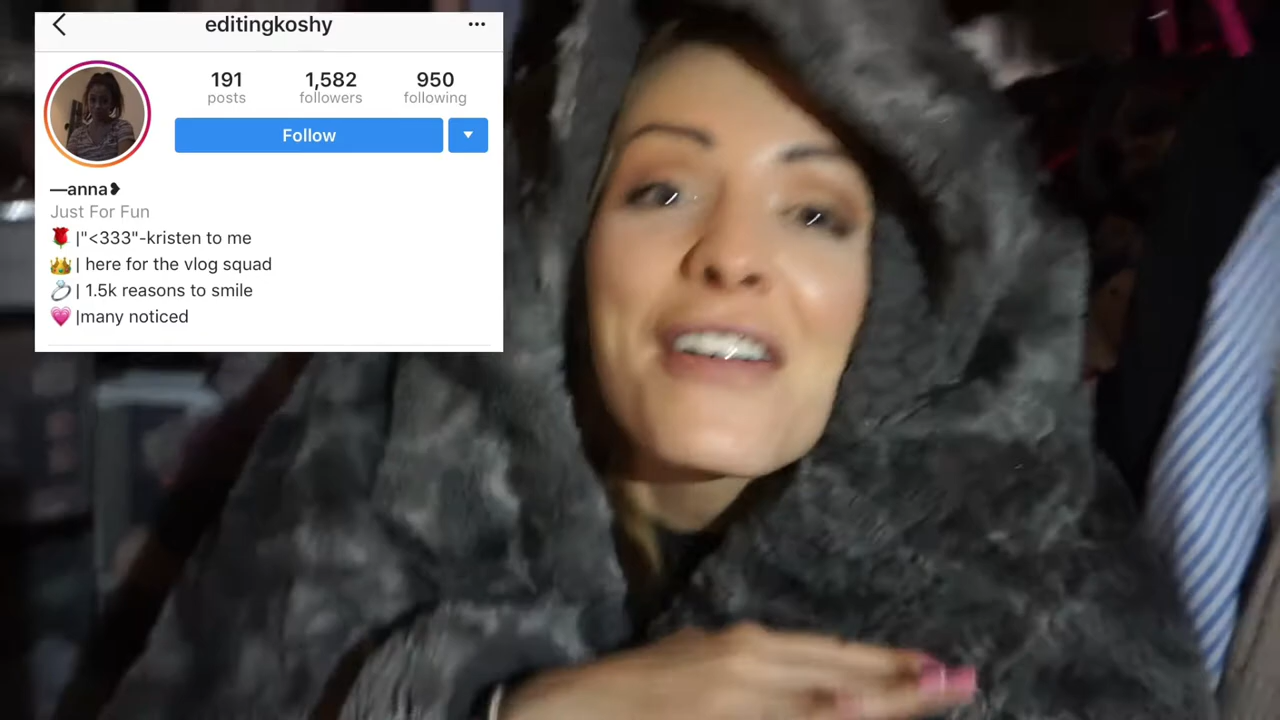 editingkoshy
191 1,582 950
posts followers following
Follow
—anna❥
Just For Fun
🌹 |"<333"-kristen to me
👑 | here for the vlog squad
💍 | 1.5k reasons to smile
💗 |many noticed